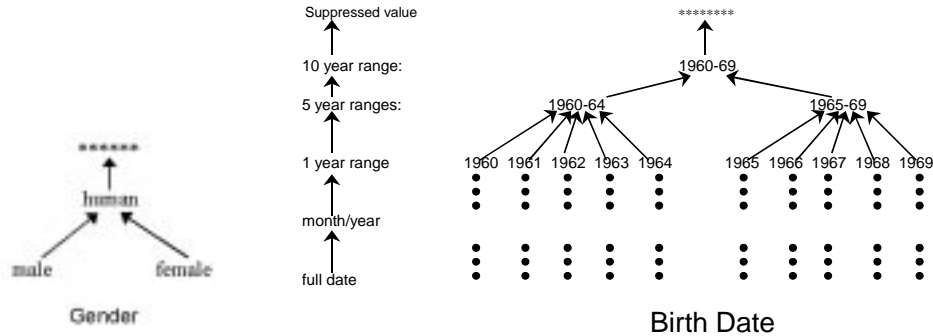 ******
human
male female
Gender
Suppressed value
10 year range:
5 year ranges:
1 year range
month/year
full date
********
1960-69
1960-64 1965-69
1960 1961 1962 1963 1964 1965 1966 1967 1968 1969
Birth Date